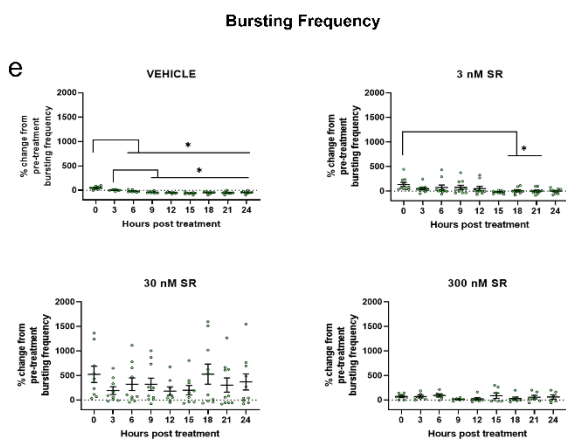 Bursting Frequency
e
VEHICLE
% change from
pre-treatment
bursting frequency
2000
1500
1000
500
0
*
*
0 3 6 9 12 15 18 21 24
Hours post treatment
3 nM SR
% change from
pre-treatment
bursting frequency
2000
1500
1000
500
0
*
0 3 6 9 12 15 18 21 24
Hours post treatment
30 nM SR
% change from
pre-treatment
bursting frequency
2000
1500
1000
500
0
0 3 6 9 12 15 18 21 24
Hours post treatment
300 nM SR
% change from
pre-treatment
bursting frequency
2000
1500
1000
500
0
0 3 6 9 12 15 18 21 24
Hours post treatment